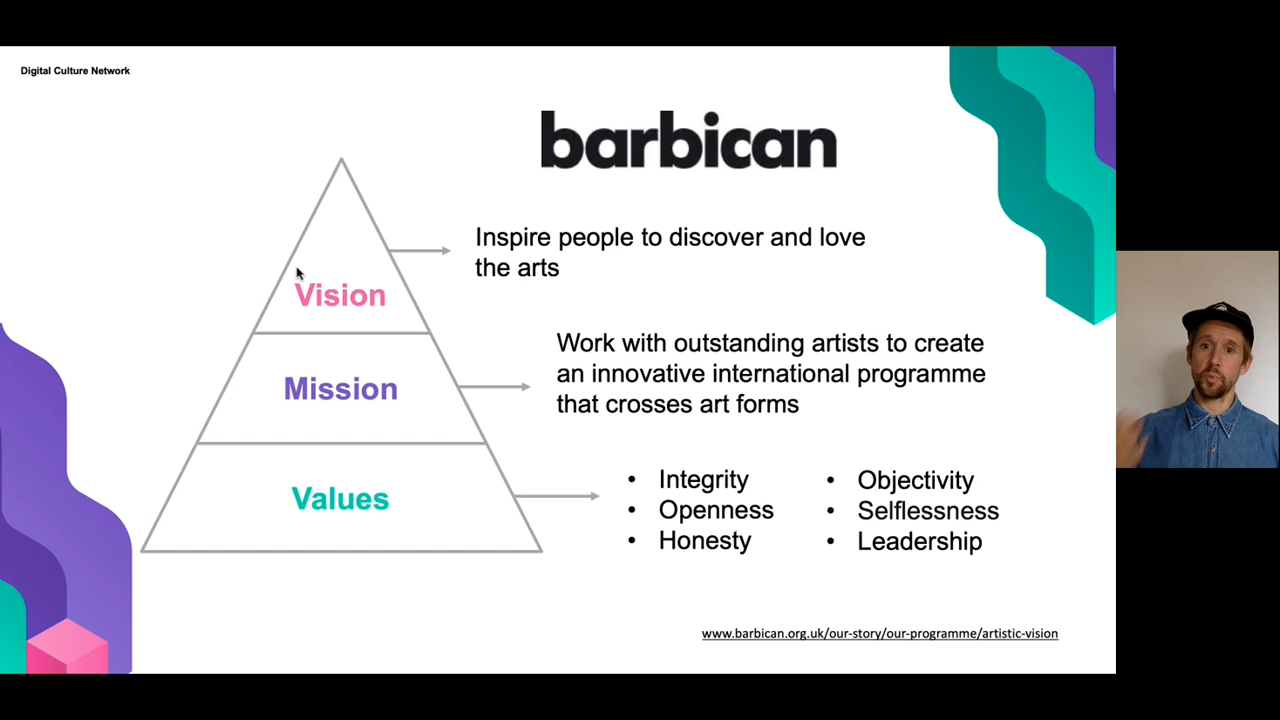 Digital Culture Network
barbican
Inspire people to discover and love
the arts
Vision
Work with outstanding artists to create
an innovative international programme
that crosses art forms
Mission
Values
• Integrity
• Openness
• Honesty
• Objectivity
• Selflessness
• Leadership
www.barbican.org.uk/our-story/our-programme/artistic-vision